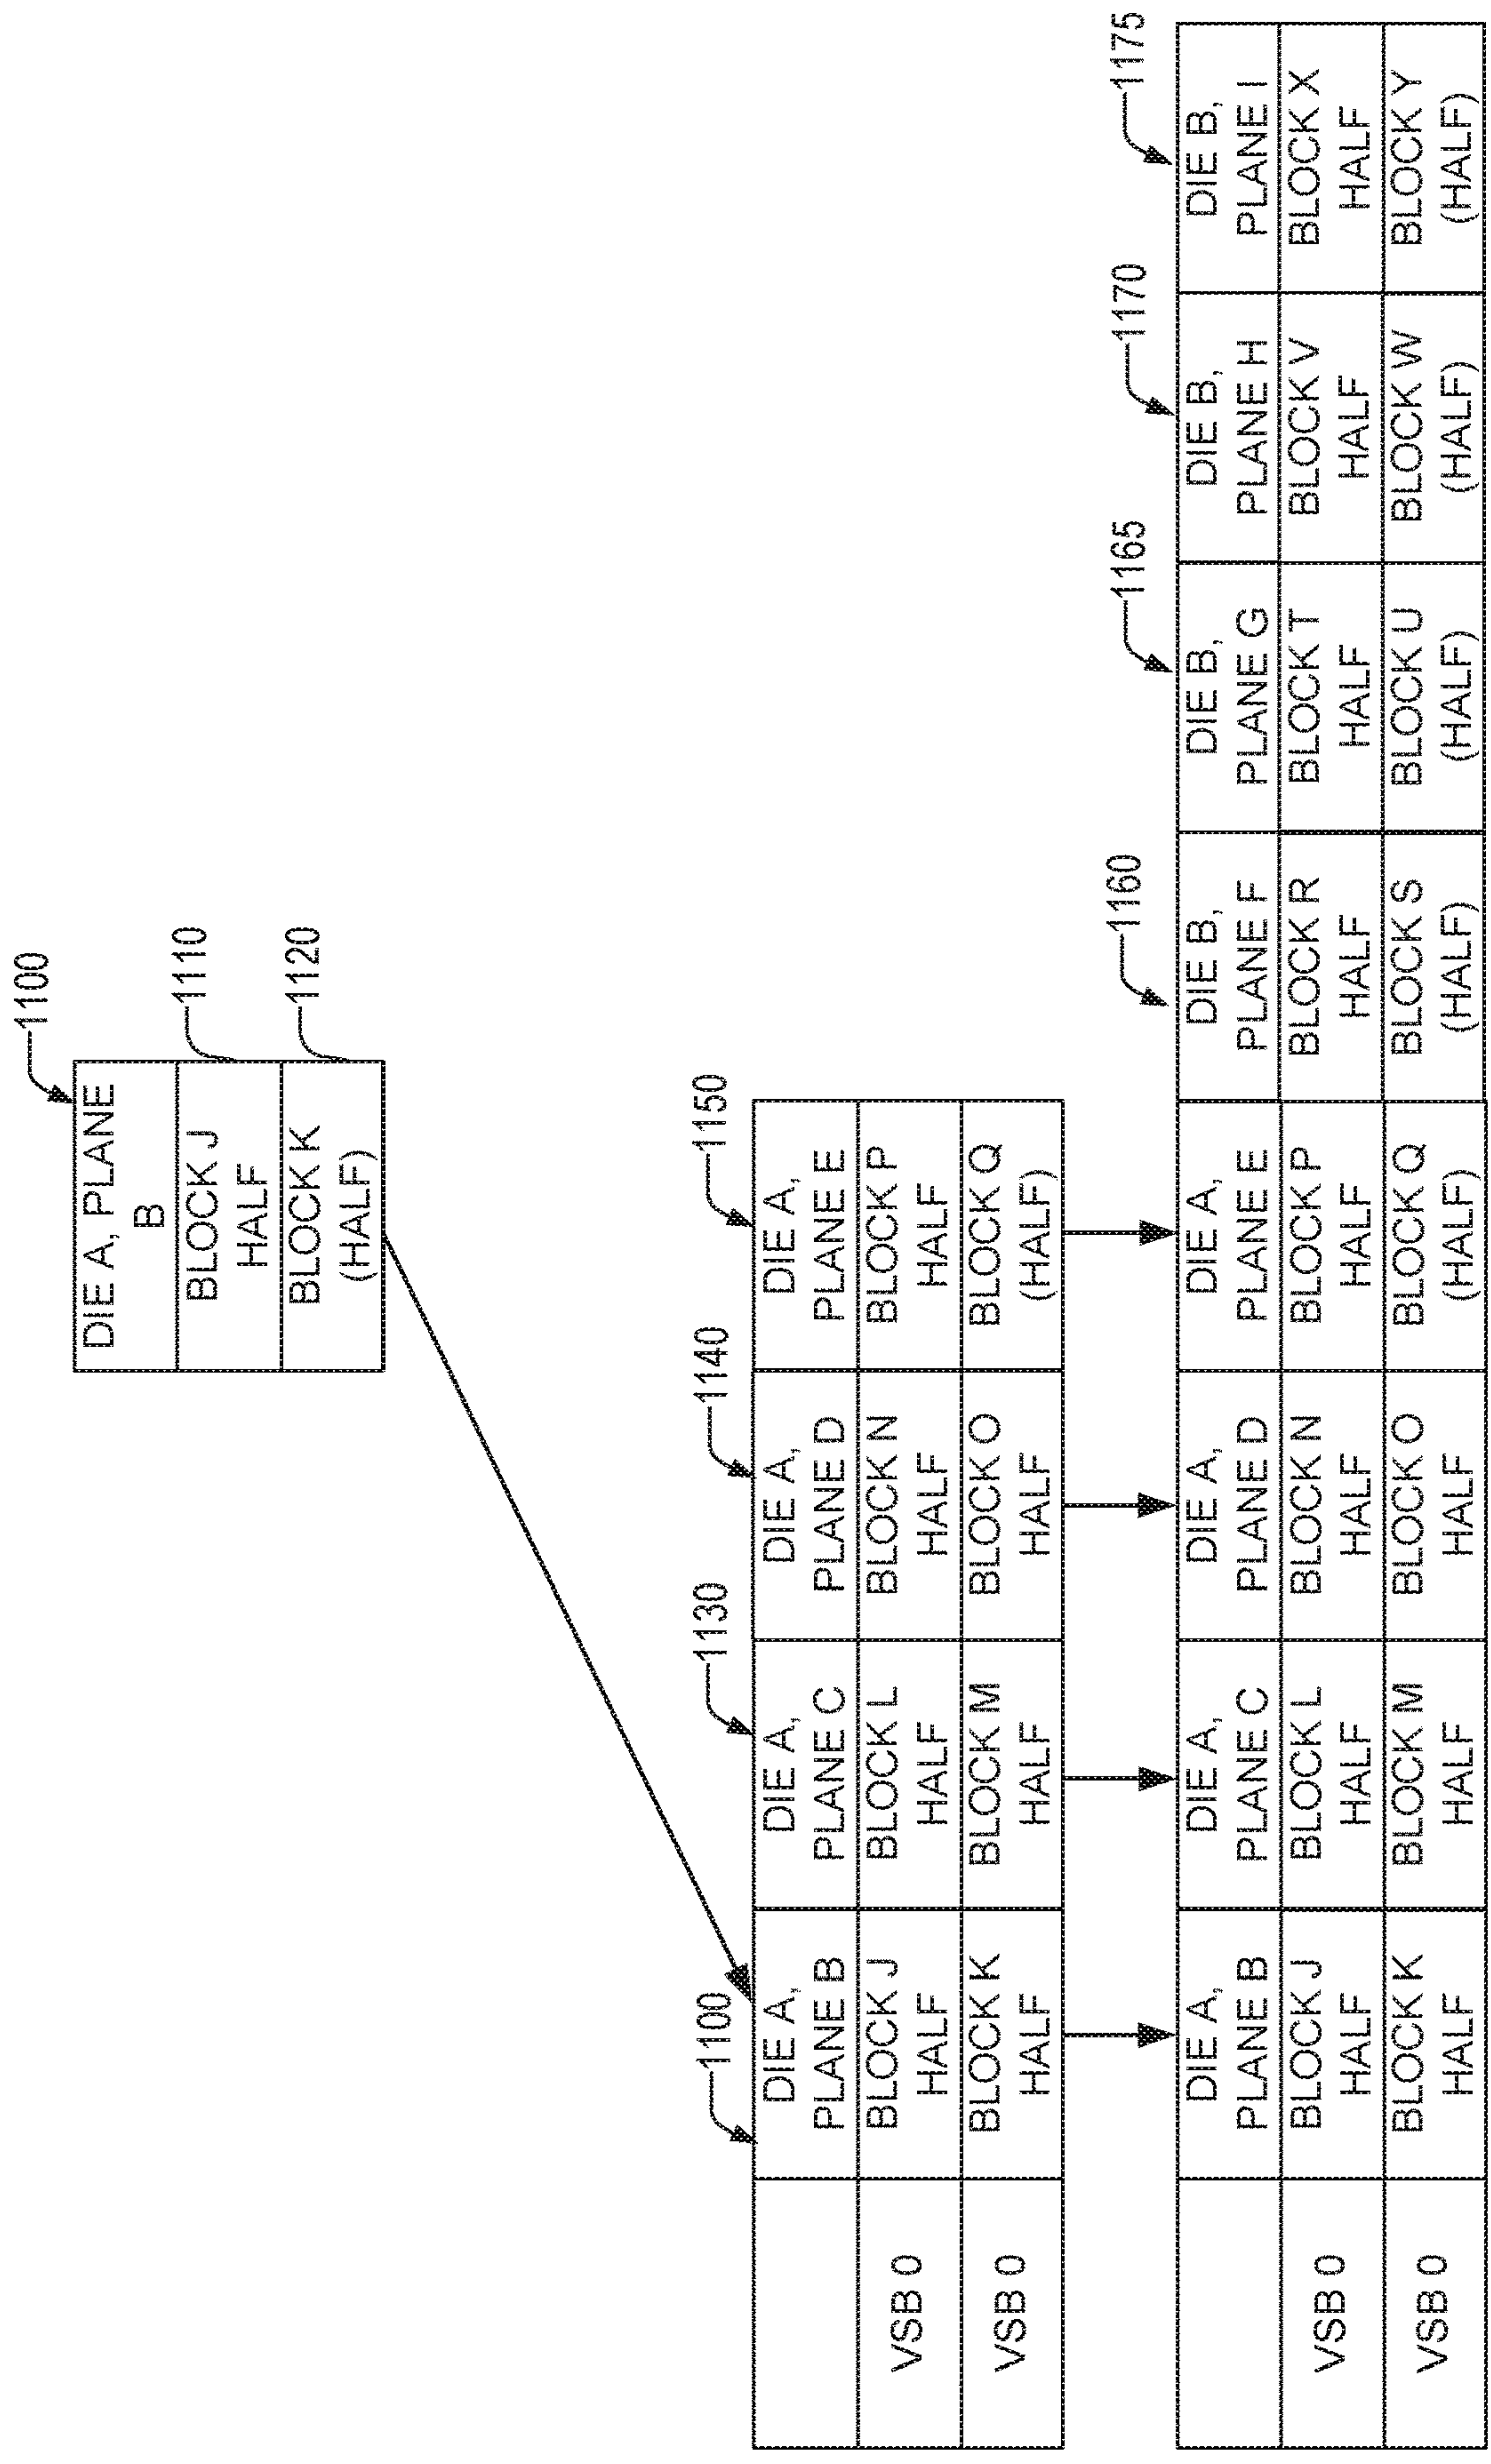 1100
DIE A, PLANE
B
BLOCK J
HALF
1110
BLOCK K
(HALF)
1120
1100
1130
1140
1150
DIE A,
PLANE B
DIE A,
PLANE C
DIE A,
PLANE D
DIE A,
PLANE E
VSB 0
BLOCK J
HALF
BLOCK L
HALF
BLOCK N
HALF
BLOCK P
HALF
VSB 0
BLOCK K
HALF
BLOCK M
HALF
BLOCK O
HALF
BLOCK Q
(HALF)
1160
1165
1170
1175
DIE A,
PLANE B
DIE A,
PLANE C
DIE A,
PLANE D
DIE A,
PLANE E
DIE B,
PLANE F
DIE B,
PLANE G
DIE B,
PLANE H
DIE B,
PLANE I
VSB 0
BLOCK J
HALF
BLOCK L
HALF
BLOCK N
HALF
BLOCK P
HALF
BLOCK R
HALF
BLOCK T
HALF
BLOCK V
HALF
BLOCK X
HALF
VSB 0
BLOCK K
HALF
BLOCK M
HALF
BLOCK O
HALF
BLOCK Q
(HALF)
BLOCK S
(HALF)
BLOCK U
(HALF)
BLOCK W
(HALF)
BLOCK Y
(HALF)